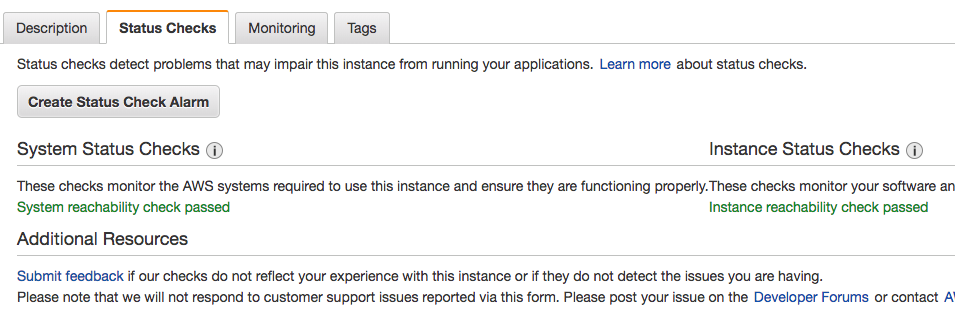 Description Status Checks Monitoring Tags
Status checks detect problems that may impair this instance from running your applications. Learn more about status checks.
Create Status Check Alarm
System Status Checks i Instance Status Checks i
These checks monitor the AWS systems required to use this instance and ensure they are functioning properly. These checks monitor your software an
System reachability check passed Instance reachability check passed
Additional Resources
Submit feedback if our checks do not reflect your experience with this instance or if they do not detect the issues you are having.
Please note that we will not respond to customer support issues reported via this form. Please post your issue on the Developer Forums or contact